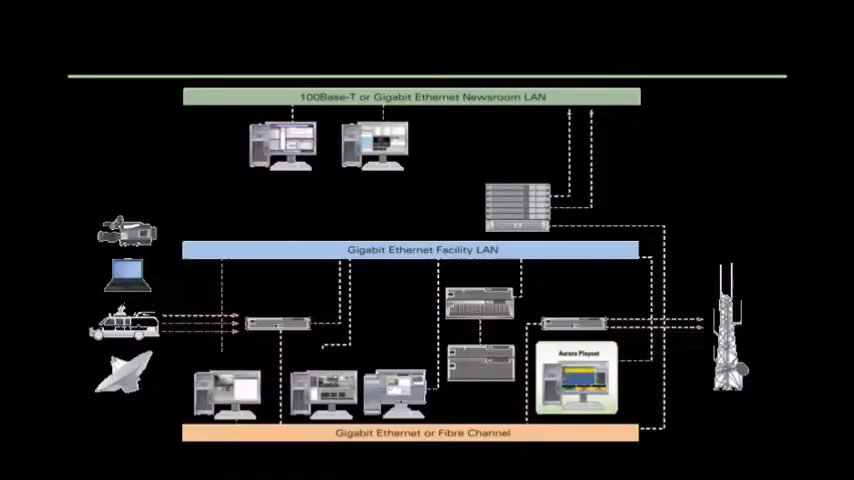 100Base-T or Gigabit Ethernet Newsroom LAN
Gigabit Ethernet Facility LAN
Aurora Playout
Gigabit Ethernet or Fibre Channel